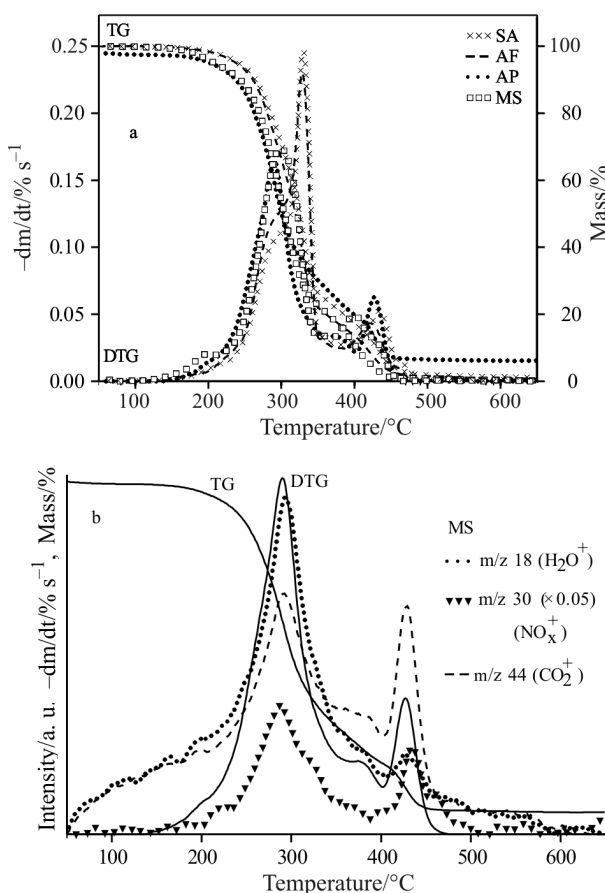 TG
0.25
0.20
0.15
0.10
0.05
0.00
–dm/dt/% s⁻¹
a
DTG
×××× SA
– – – AF
•••• AP
□□□ MS
100
80
60
40
20
0
Mass/%
100 200 300 400 500 600
Temperature/°C
b
TG
DTG
Intensity/a. u. –dm/dt/% s⁻¹, Mass/%
MS
•••• m/z 18 (H₂O⁺)
▼▼▼▼ m/z 30 (×0.05)
(NOₓ⁺)
– – – m/z 44 (CO₂⁺)
100 200 300 400 500 600
Temperature/°C